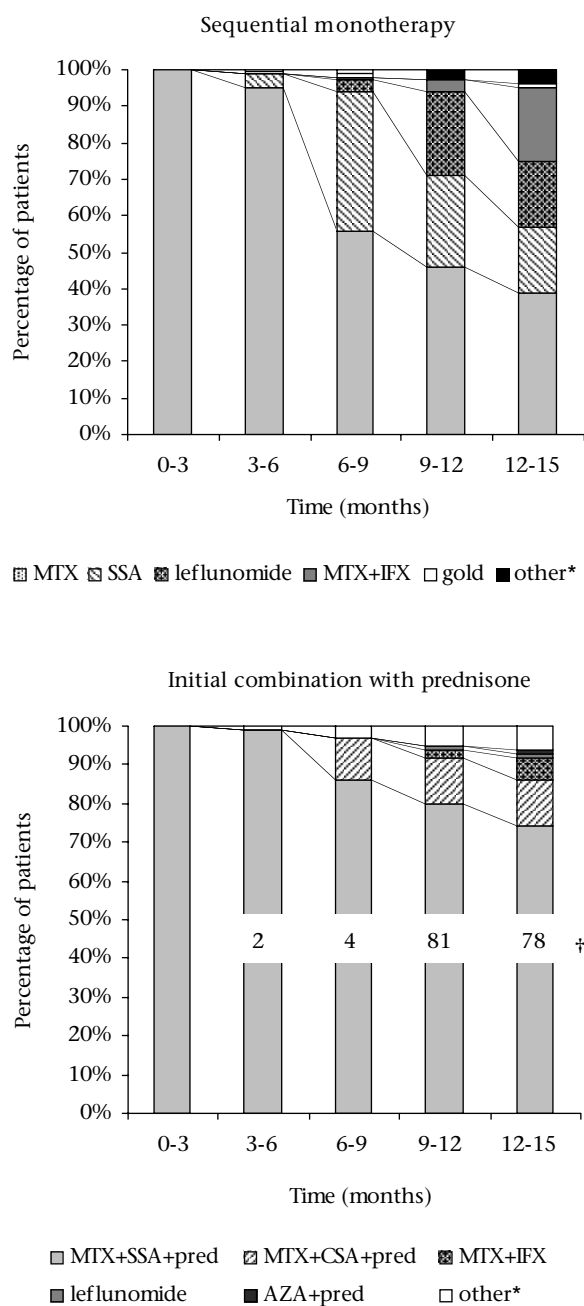 Sequential monotherapy
100%
90%
80%
70%
60%
50%
40%
30%
20%
10%
0%
Percentage of patients
0-3 3-6 6-9 9-12 12-15
Time (months)
MTX SSA leflunomide MTX+IFX gold other*
Initial combination with prednisone
100%
90%
80%
70%
60%
50%
40%
30%
20%
10%
0%
Percentage of patients
2 4 81 78 †
0-3 3-6 6-9 9-12 12-15
Time (months)
MTX+SSA+pred MTX+CSA+pred MTX+IFX
leflunomide AZA+pred other*